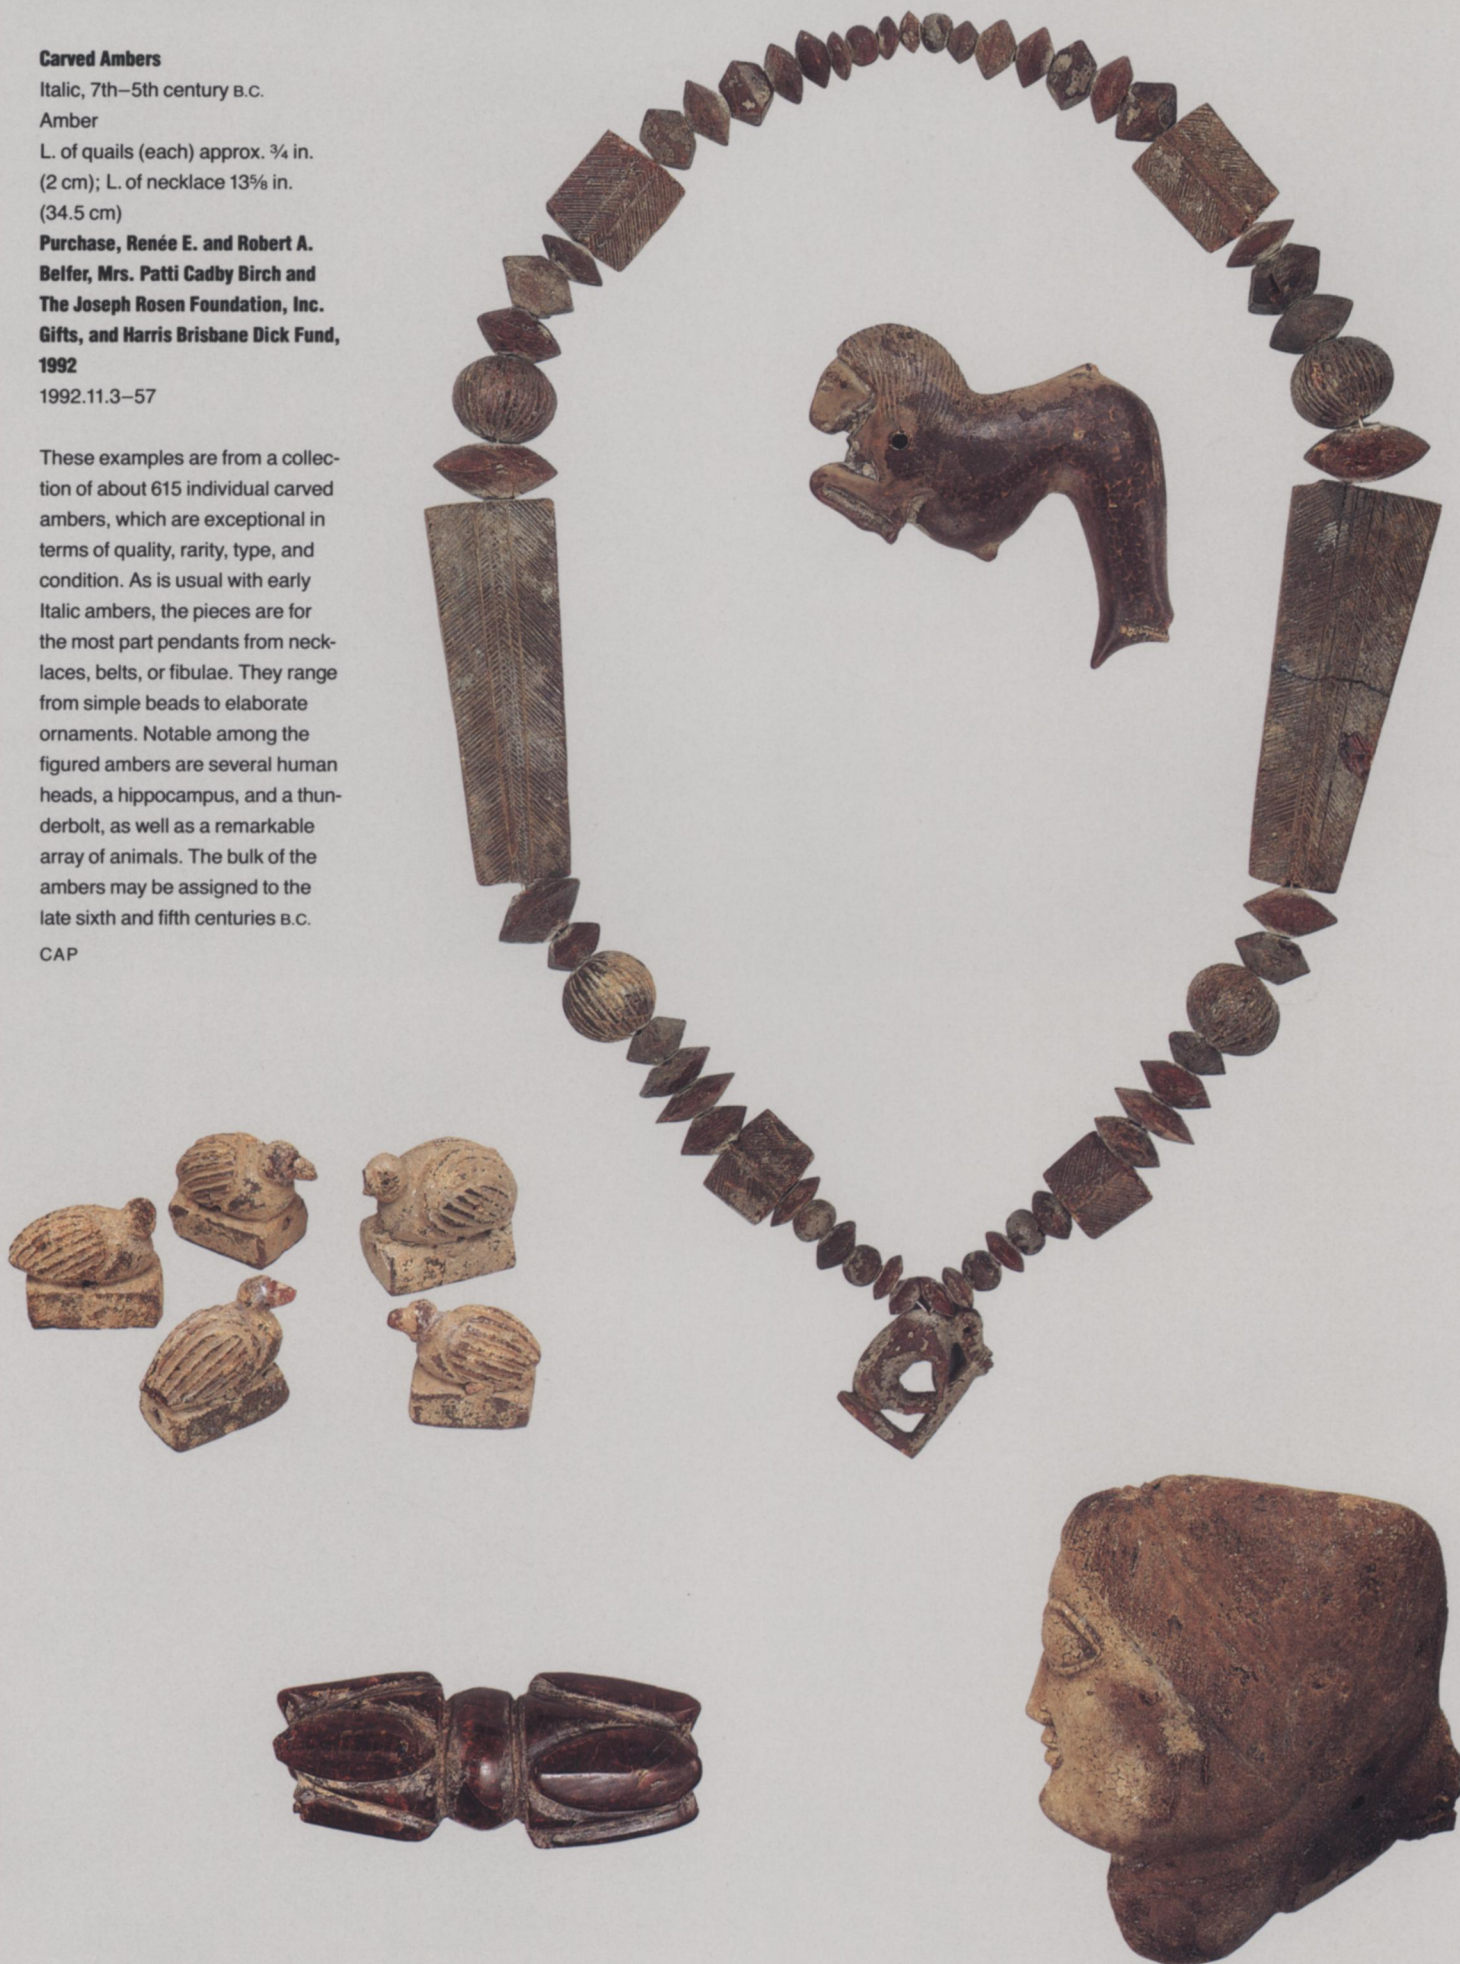 Carved Ambers
Italic, 7th–5th century B.C.
Amber
L. of quails (each) approx. ¾ in.
(2 cm); L. of necklace 13⅝ in.
(34.5 cm)
Purchase, Renée E. and Robert A.
Belfer, Mrs. Patti Cadby Birch and
The Joseph Rosen Foundation, Inc.
Gifts, and Harris Brisbane Dick Fund,
1992
1992.11.3–57
These examples are from a collec-
tion of about 615 individual carved
ambers, which are exceptional in
terms of quality, rarity, type, and
condition. As is usual with early
Italic ambers, the pieces are for
the most part pendants from neck-
laces, belts, or fibulae. They range
from simple beads to elaborate
ornaments. Notable among the
figured ambers are several human
heads, a hippocampus, and a thun-
derbolt, as well as a remarkable
array of animals. The bulk of the
ambers may be assigned to the
late sixth and fifth centuries B.C.
CAP